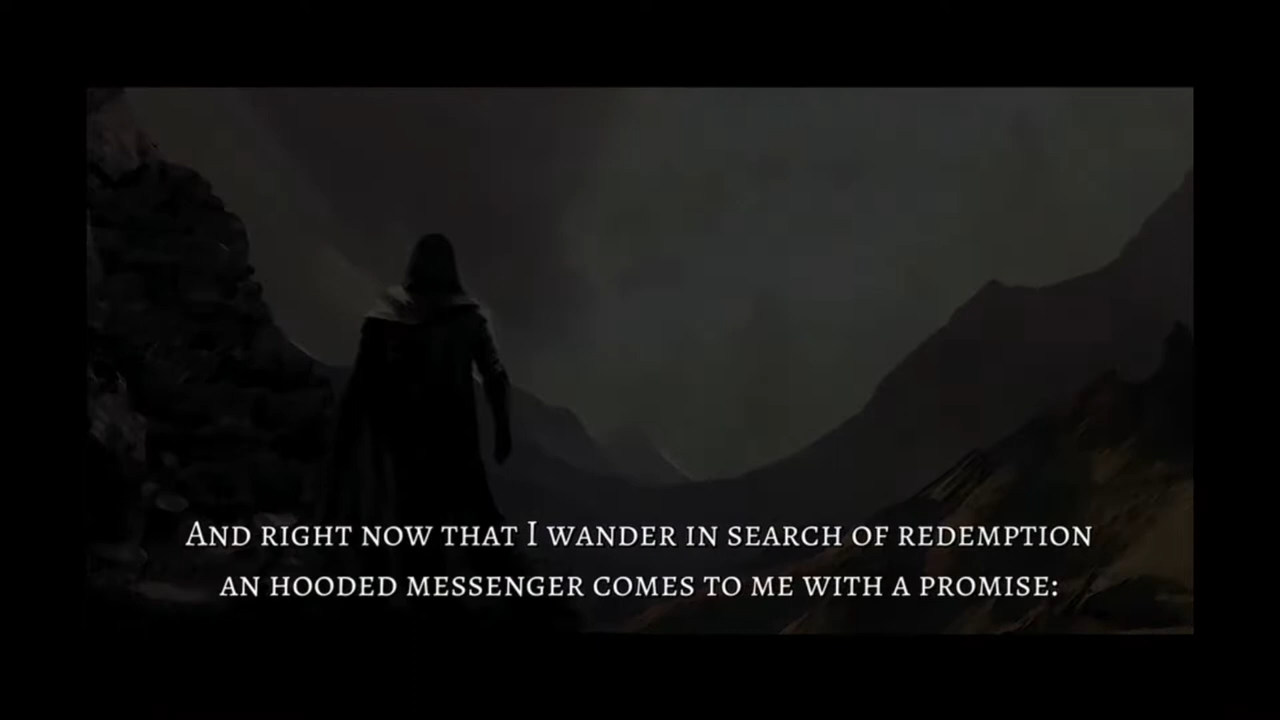 And right now that I wander in search of redemption
an hooded messenger comes to me with a promise: